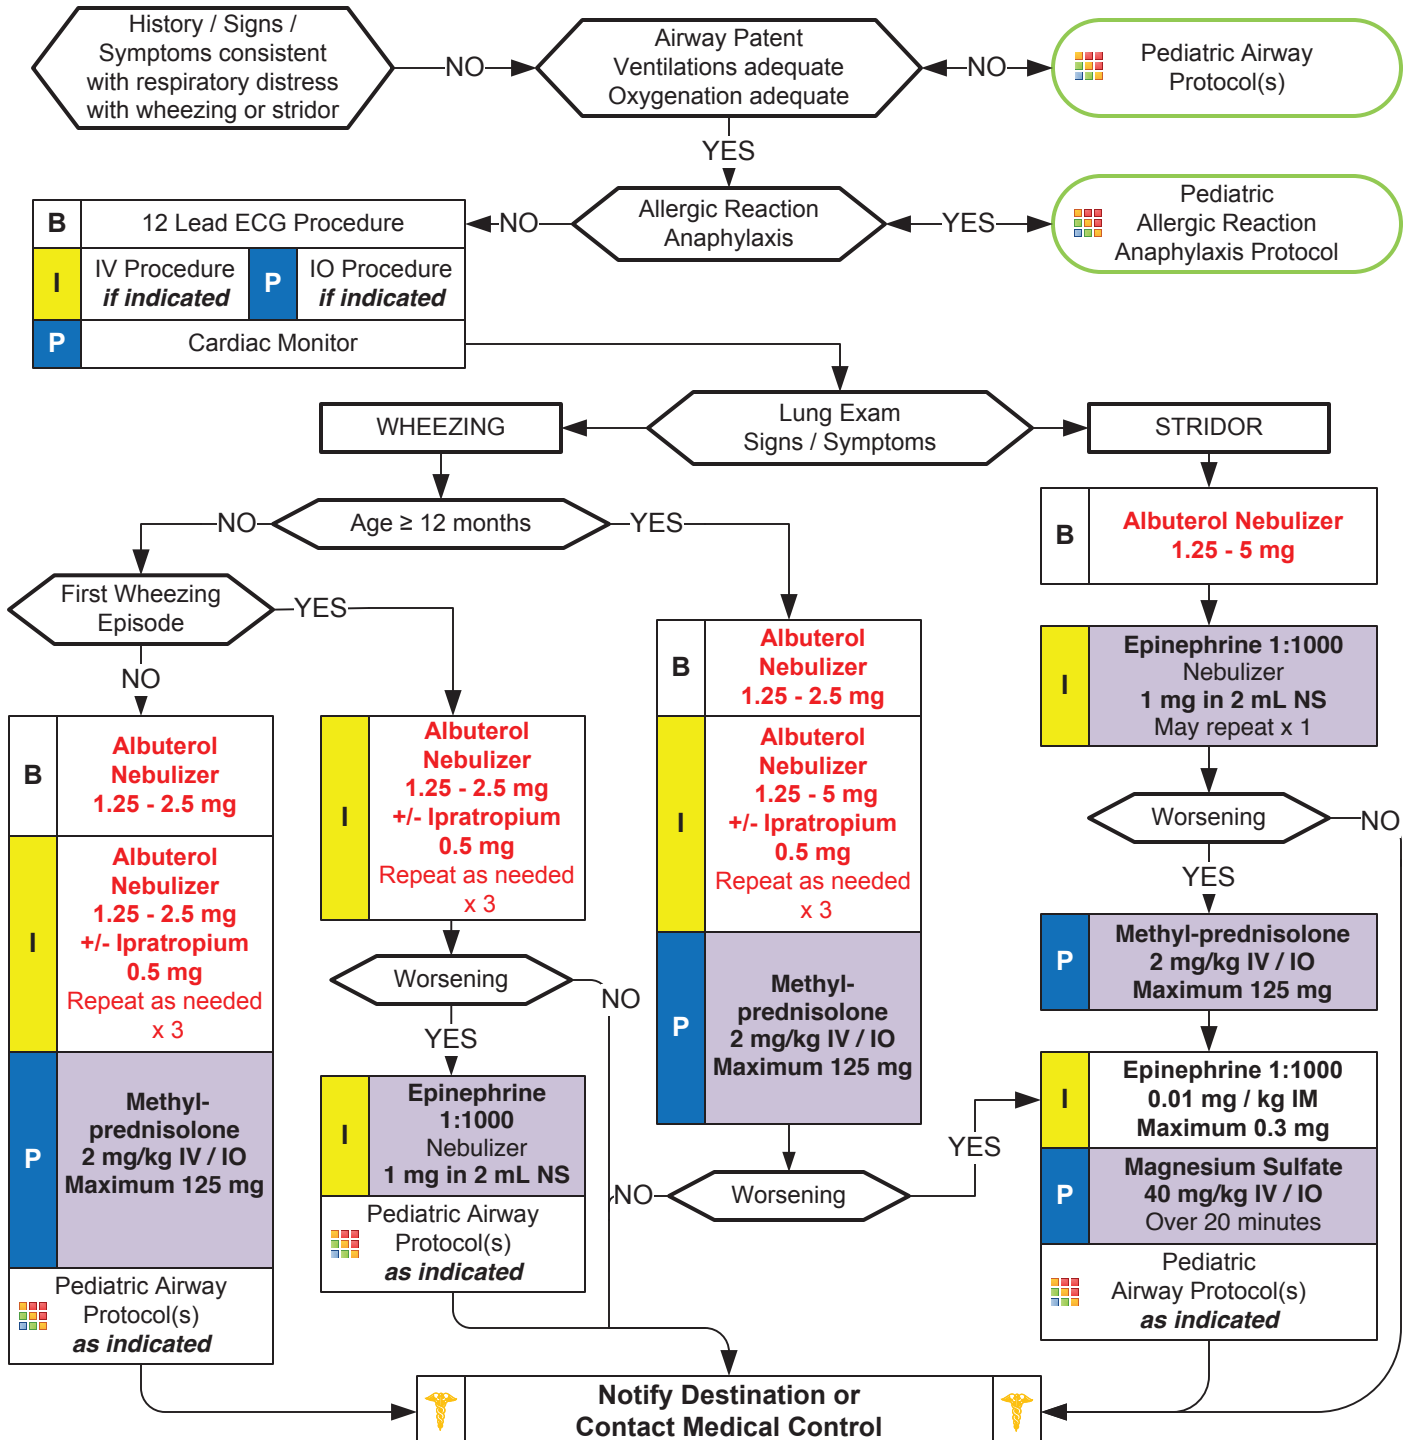 History / Signs /
Symptoms consistent
with respiratory distress
with wheezing or stridor
NO
Airway Patent
Ventilations adequate
Oxygenation adequate
NO
Pediatric Airway
Protocol(s)
YES
Allergic Reaction
Anaphylaxis
NO
YES
Pediatric
Allergic Reaction
Anaphylaxis Protocol
B
12 Lead ECG Procedure
I
IV Procedure
if indicated
P
IO Procedure
if indicated
P
Cardiac Monitor
Lung Exam
Signs / Symptoms
WHEEZING
STRIDOR
Age ≥ 12 months
NO
YES
First Wheezing
Episode
YES
NO
B
Albuterol
Nebulizer
1.25 - 2.5 mg
I
Albuterol
Nebulizer
1.25 - 2.5 mg
+/- Ipratropium
0.5 mg
Repeat as needed
x 3
P
Methyl-
prednisolone
2 mg/kg IV / IO
Maximum 125 mg
Pediatric Airway
Protocol(s)
as indicated
I
Albuterol
Nebulizer
1.25 - 2.5 mg
+/- Ipratropium
0.5 mg
Repeat as needed
x 3
Worsening
NO
YES
I
Epinephrine
1:1000
Nebulizer
1 mg in 2 mL NS
Pediatric Airway
Protocol(s)
as indicated
B
Albuterol
Nebulizer
1.25 - 2.5 mg
I
Albuterol
Nebulizer
1.25 - 5 mg
+/- Ipratropium
0.5 mg
Repeat as needed
x 3
P
Methyl-
prednisolone
2 mg/kg IV / IO
Maximum 125 mg
Worsening
NO
YES
B
Albuterol Nebulizer
1.25 - 5 mg
I
Epinephrine 1:1000
Nebulizer
1 mg in 2 mL NS
May repeat x 1
Worsening
NO
YES
P
Methyl-prednisolone
2 mg/kg IV / IO
Maximum 125 mg
I
Epinephrine 1:1000
0.01 mg / kg IM
Maximum 0.3 mg
P
Magnesium Sulfate
40 mg/kg IV / IO
Over 20 minutes
Pediatric
Airway Protocol(s)
as indicated
Notify Destination or
Contact Medical Control